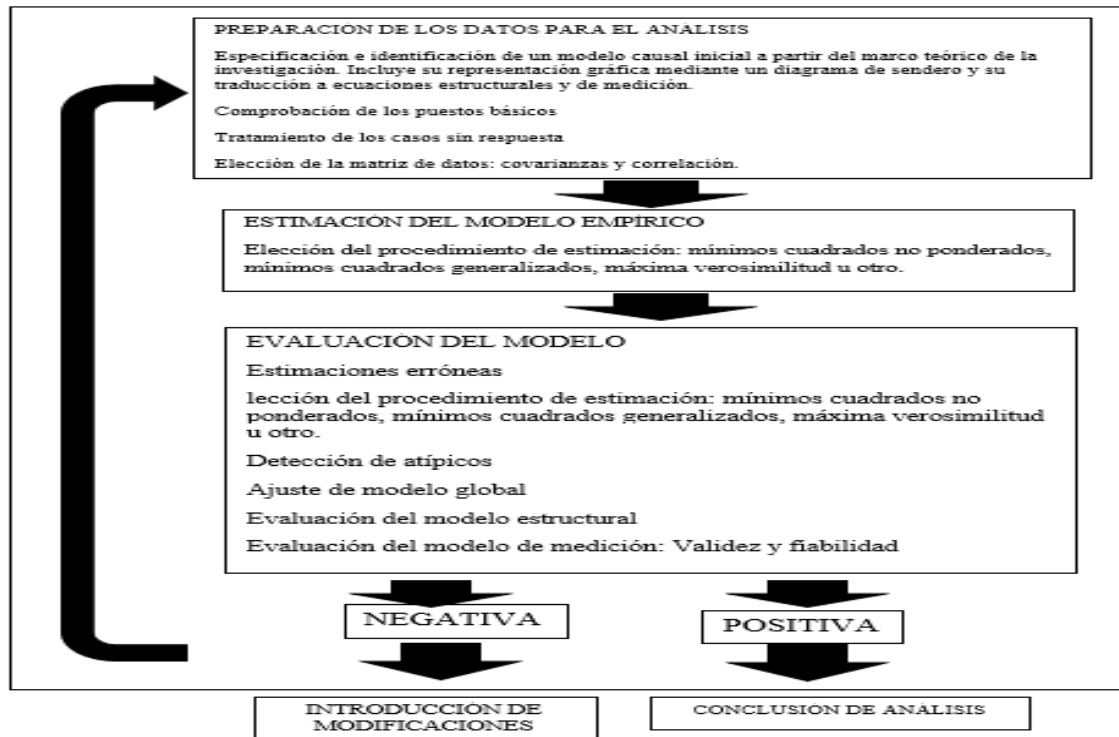 PREPARACIÓN DE LOS DATOS PARA EL ANÁLISIS
Especificación e identificación de un modelo causal inicial a partir del marco teórico de la
investigación. Incluye su representación gráfica mediante un diagrama de sendero y su
traducción a ecuaciones estructurales y de medición.
Comprobación de los puestos básicos
Tratamiento de los casos sin respuesta
Elección de la matriz de datos: covarianzas y correlación.
ESTIMACIÓN DEL MODELO EMPÍRICO
Elección del procedimiento de estimación: mínimos cuadrados no ponderados,
mínimos cuadrados generalizados, máxima verosimilitud u otro.
EVALUACIÓN DEL MODELO
Estimaciones erróneas
lección del procedimiento de estimación: mínimos cuadrados no
ponderados, mínimos cuadrados generalizados, máxima verosimilitud
u otro.
Detección de atípicos
Ajuste de modelo global
Evaluación del modelo estructural
Evaluación del modelo de medición: Validez y fiabilidad
NEGATIVA
POSITIVA
INTRODUCCIÓN DE
MODIFICACIONES
CONCLUSIÓN DE ANÁLISIS